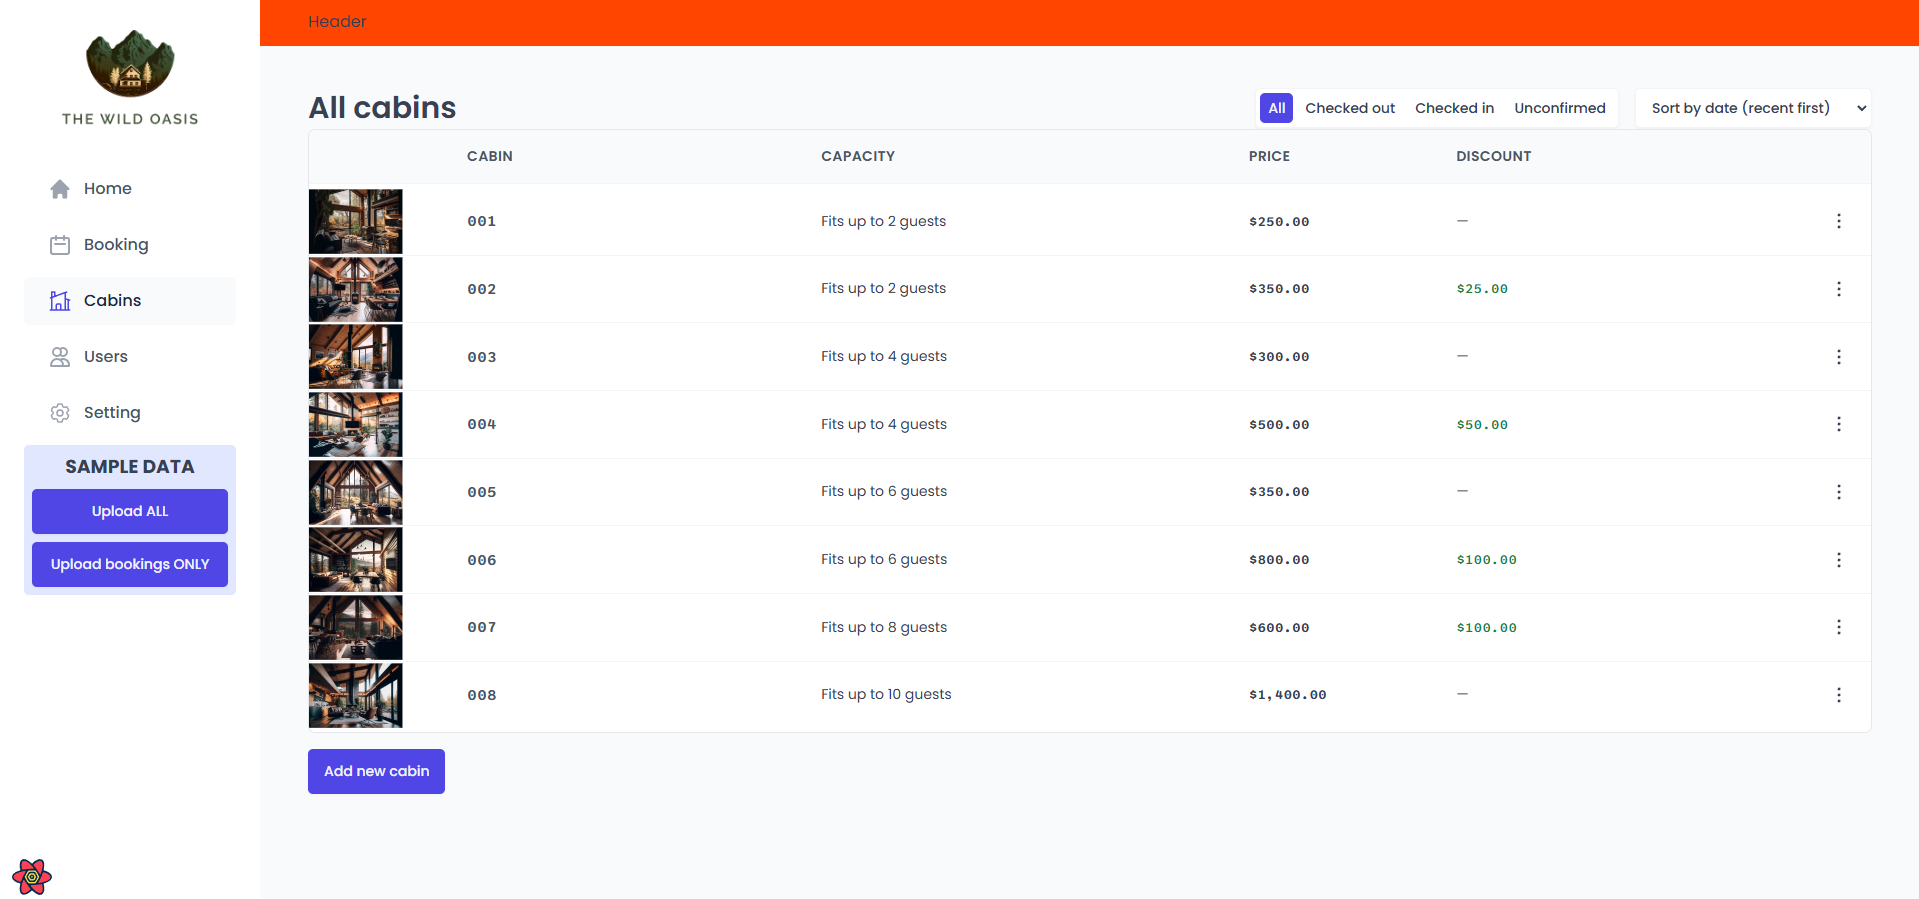 Header
THE WILD OASIS
Home
Booking
Cabins
Users
Setting
SAMPLE DATA
Upload ALL
Upload bookings ONLY
All cabins
All Checked out Checked in Unconfirmed Sort by date (recent first)
CABIN CAPACITY PRICE DISCOUNT
001 Fits up to 2 guests $250.00 —
002 Fits up to 2 guests $350.00 $25.00
003 Fits up to 4 guests $300.00 —
004 Fits up to 4 guests $500.00 $50.00
005 Fits up to 6 guests $350.00 —
006 Fits up to 6 guests $800.00 $100.00
007 Fits up to 8 guests $600.00 $100.00
008 Fits up to 10 guests $1,400.00 —
Add new cabin